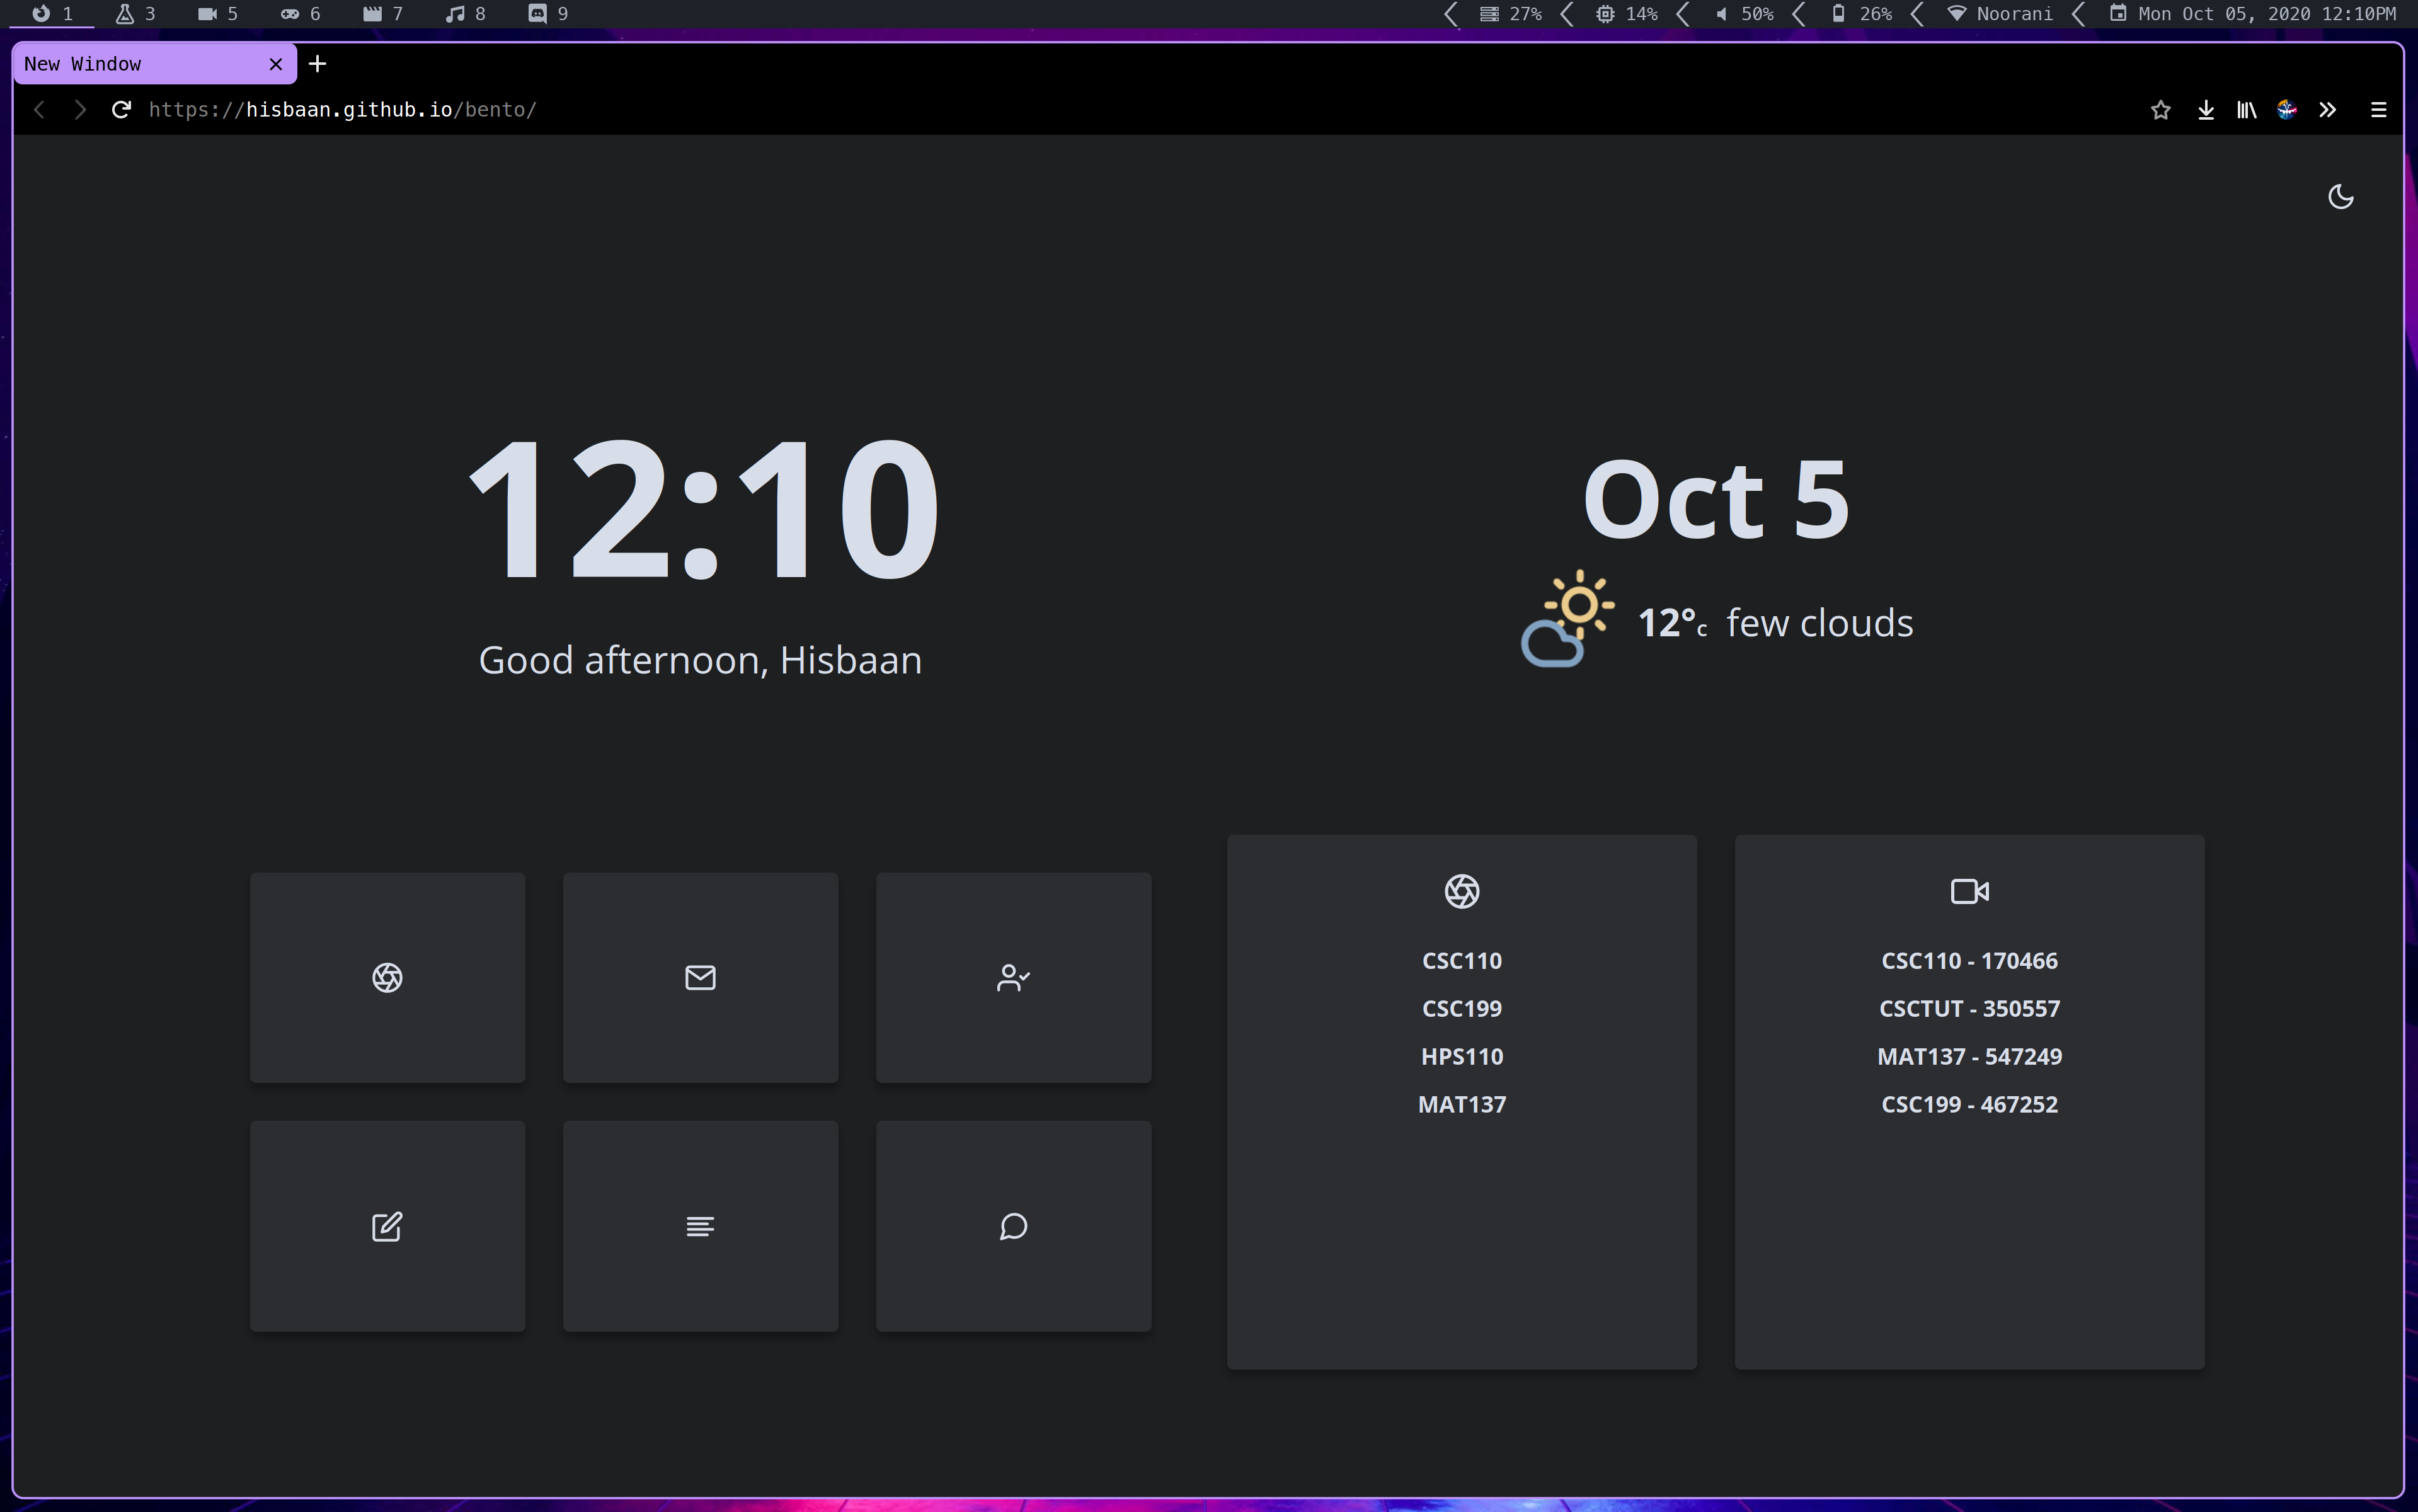 1 3 5 6 7 8 9 27% 14% 50% 26% Noorani Mon Oct 05, 2020 12:10PM
New Window
https://hisbaan.github.io/bento/
12:10
Good afternoon, Hisbaan
Oct 5
12°c few clouds
CSC110
CSC199
HPS110
MAT137
CSC110 - 170466
CSCTUT - 350557
MAT137 - 547249
CSC199 - 467252